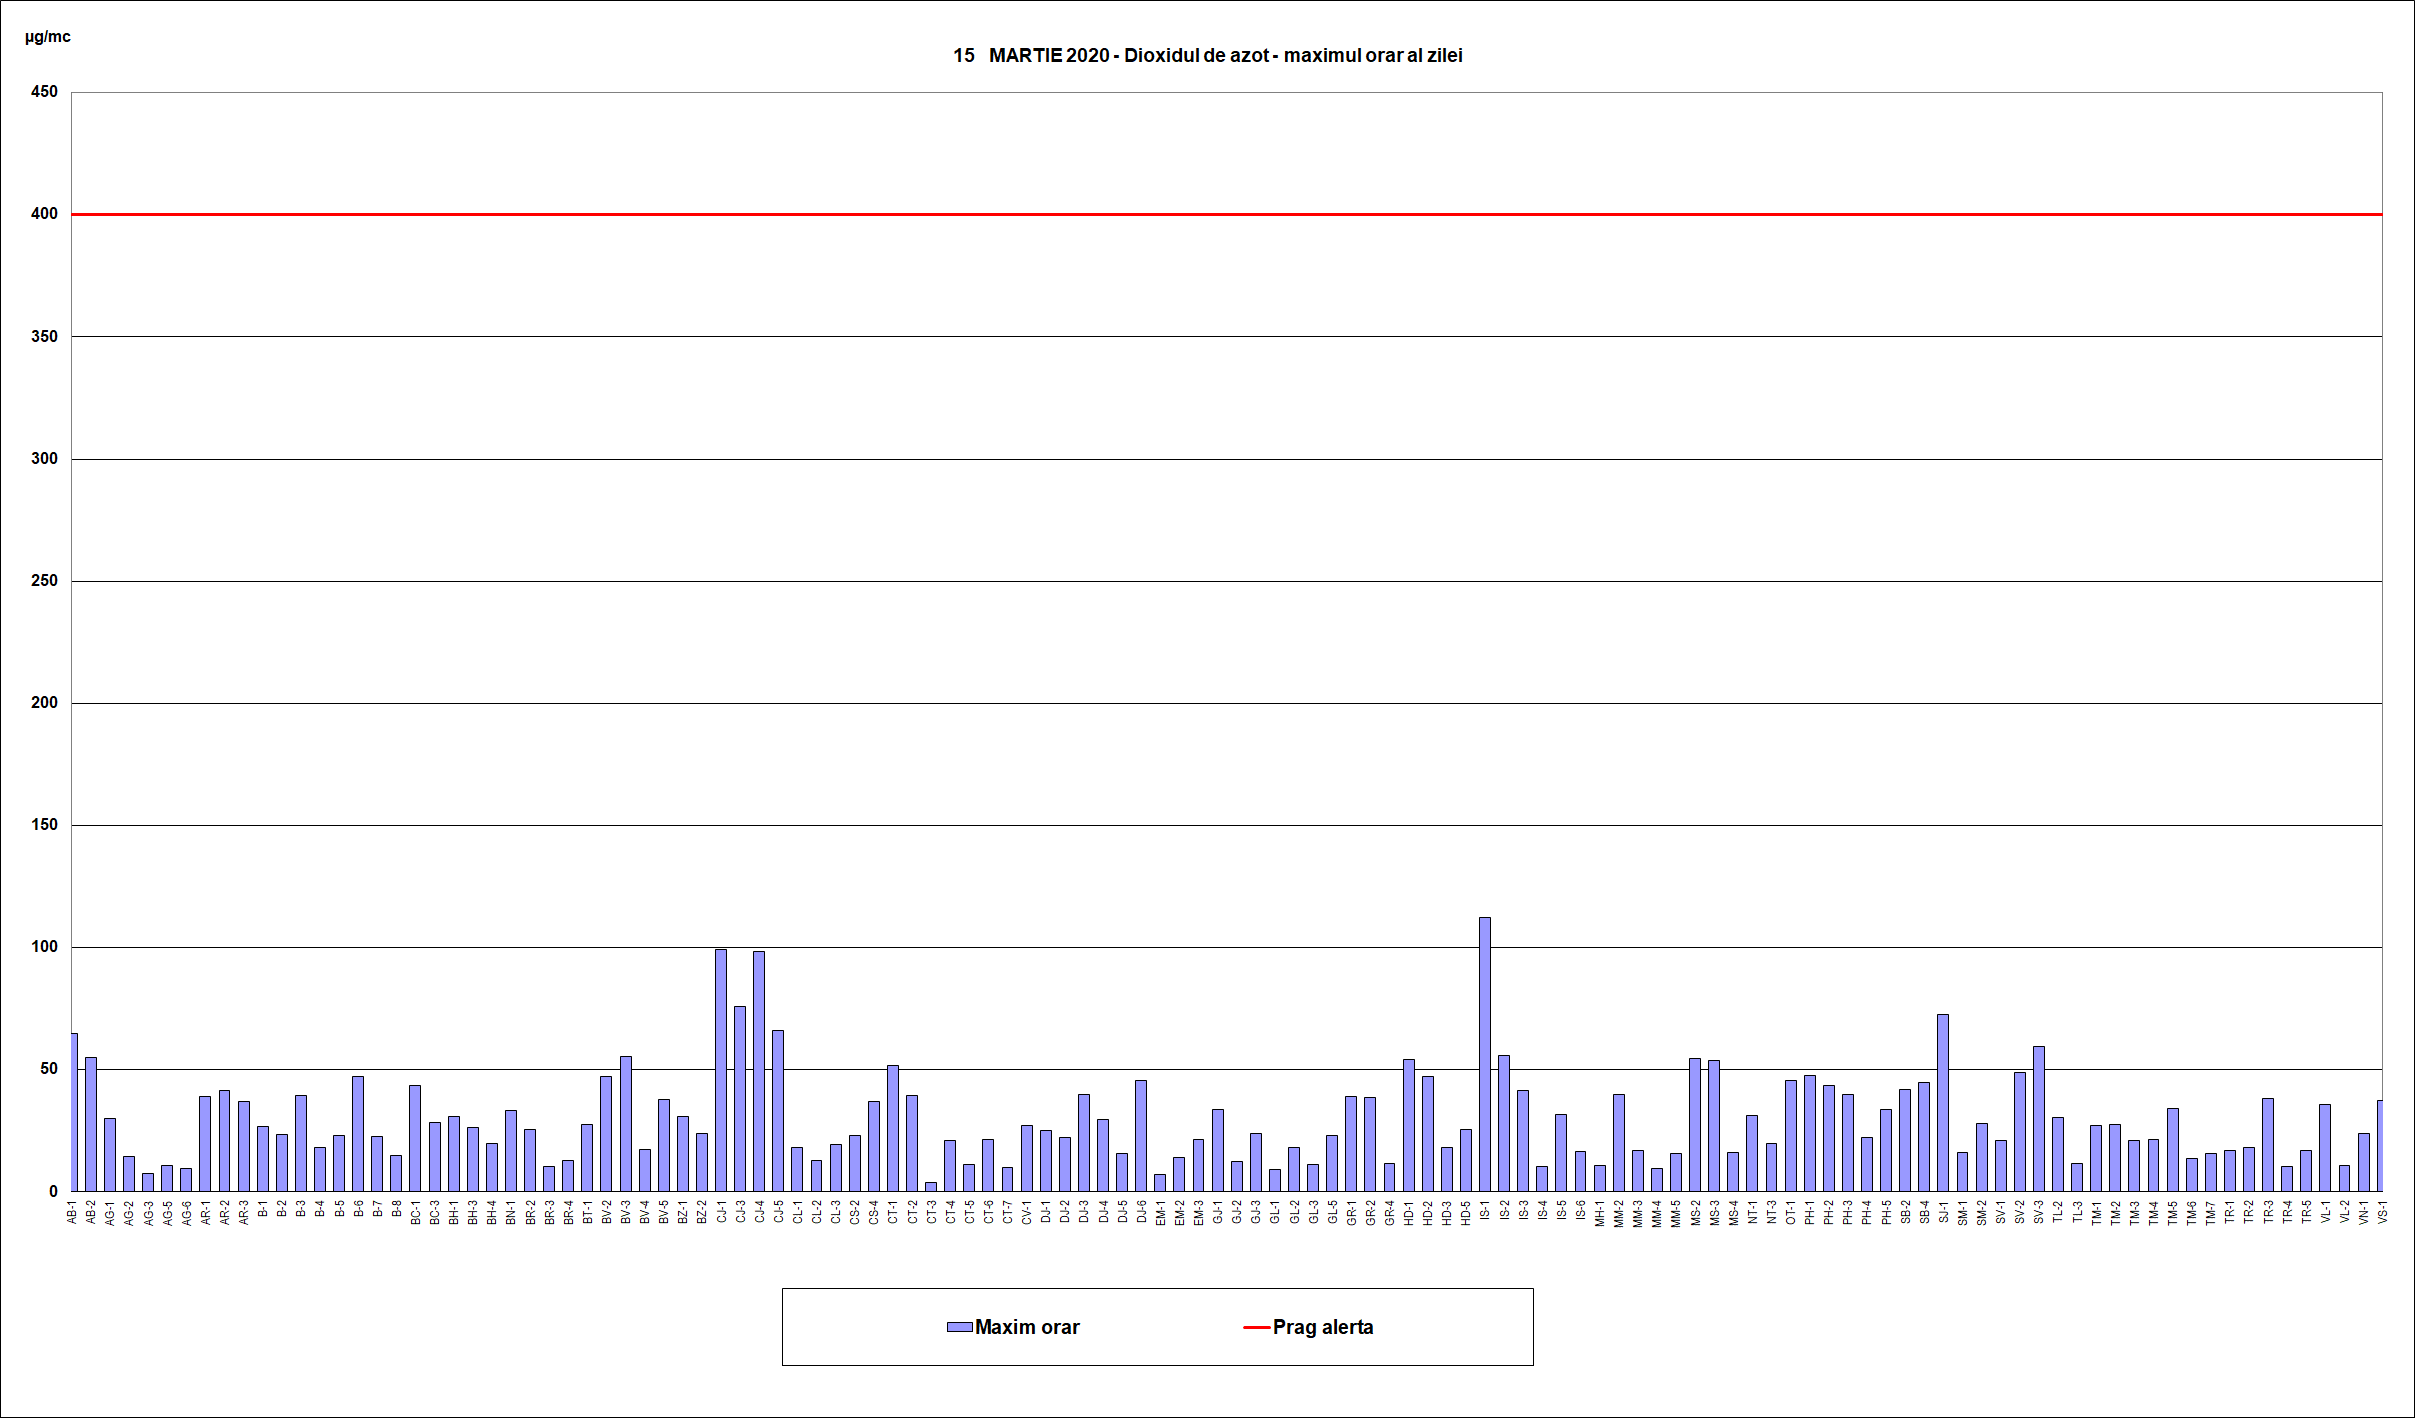 µg/mc
15 MARTIE 2020 - Dioxidul de azot - maximul orar al zilei
450
400
350
300
250
200
150
100
50
0
AB-1 AB-2 AG-1 AG-2 AG-3 AG-5 AG-6 AR-1 AR-2 AR-3 B-1 B-2 B-3 B-4 B-5 B-6 B-7 B-8 BC-1 BC-3 BH-1 BH-3 BH-4 BN-1 BR-2 BR-3 BR-4 BT-1 BV-2 BV-3 BV-4 BV-5 BZ-1 BZ-2 CJ-1 CJ-3 CJ-4 CJ-5 CL-1 CL-2 CL-3 CS-2 CS-4 CT-1 CT-2 CT-3 CT-4 CT-5 CT-6 CT-7 CV-1 DJ-1 DJ-2 DJ-3 DJ-4 DJ-5 DJ-6 EM-1 EM-2 EM-3 GJ-1 GJ-2 GJ-3 GL-1 GL-2 GL-3 GL-5 GR-1 GR-2 GR-4 HD-1 HD-2 HD-3 HD-5 IS-1 IS-2 IS-3 IS-4 IS-5 IS-6 MH-1 MM-2 MM-3 MM-4 MM-5 MS-2 MS-3 MS-4 NT-1 NT-3 OT-1 PH-1 PH-2 PH-3 PH-4 PH-5 SB-2 SB-4 SJ-1 SM-1 SM-2 SV-1 SV-2 SV-3 TL-2 TL-3 TM-1 TM-2 TM-3 TM-4 TM-5 TM-6 TM-7 TR-1 TR-2 TR-3 TR-4 TR-5 VL-1 VL-2 VN-1 VS-1
Maxim orar Prag alerta